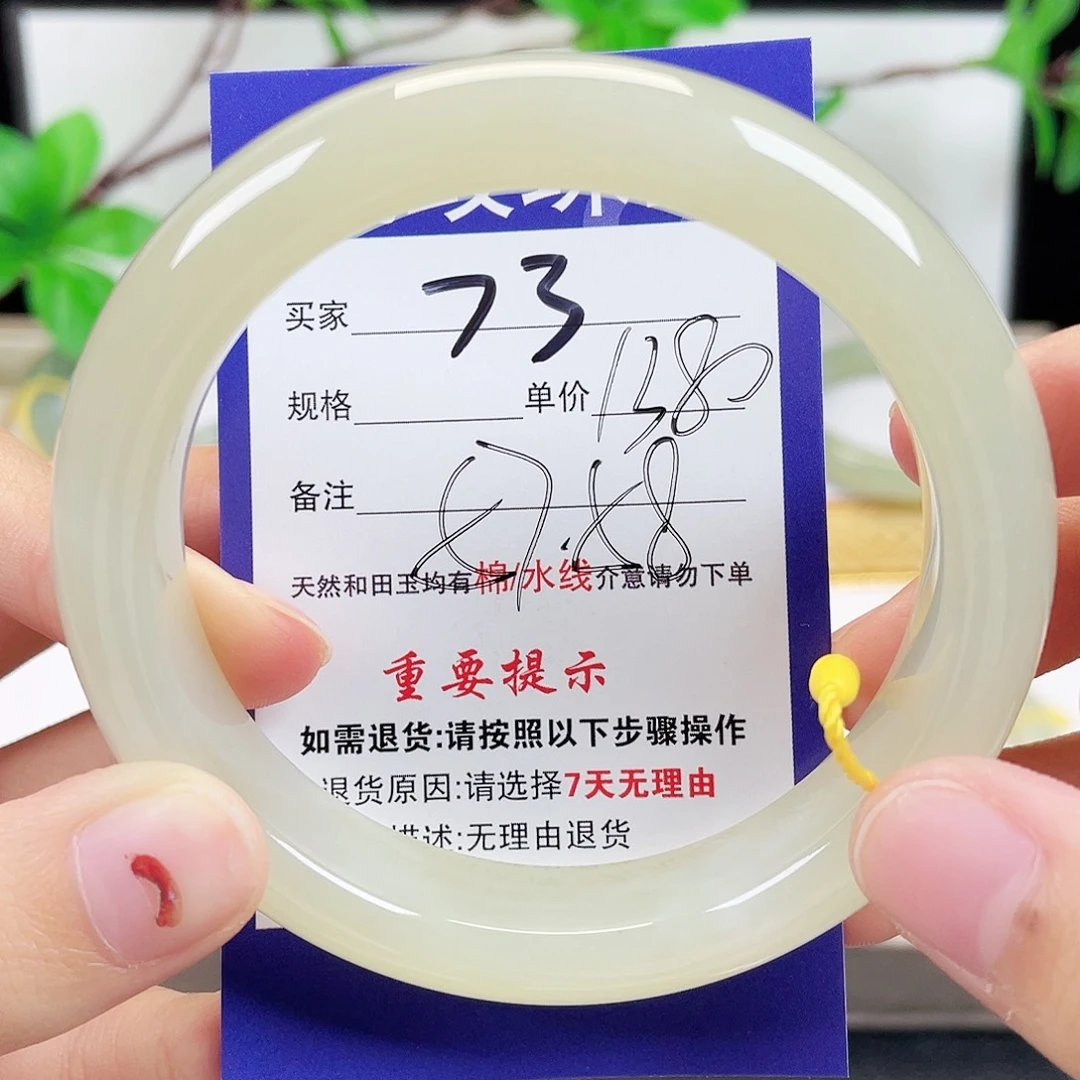 买家 73
规格 单价 1380
备注
天然和田玉均有棉/水线介意请勿下单
重要提示
如需退货:请按照以下步骤操作
退货原因:请选择7天无理由
描述:无理由退货